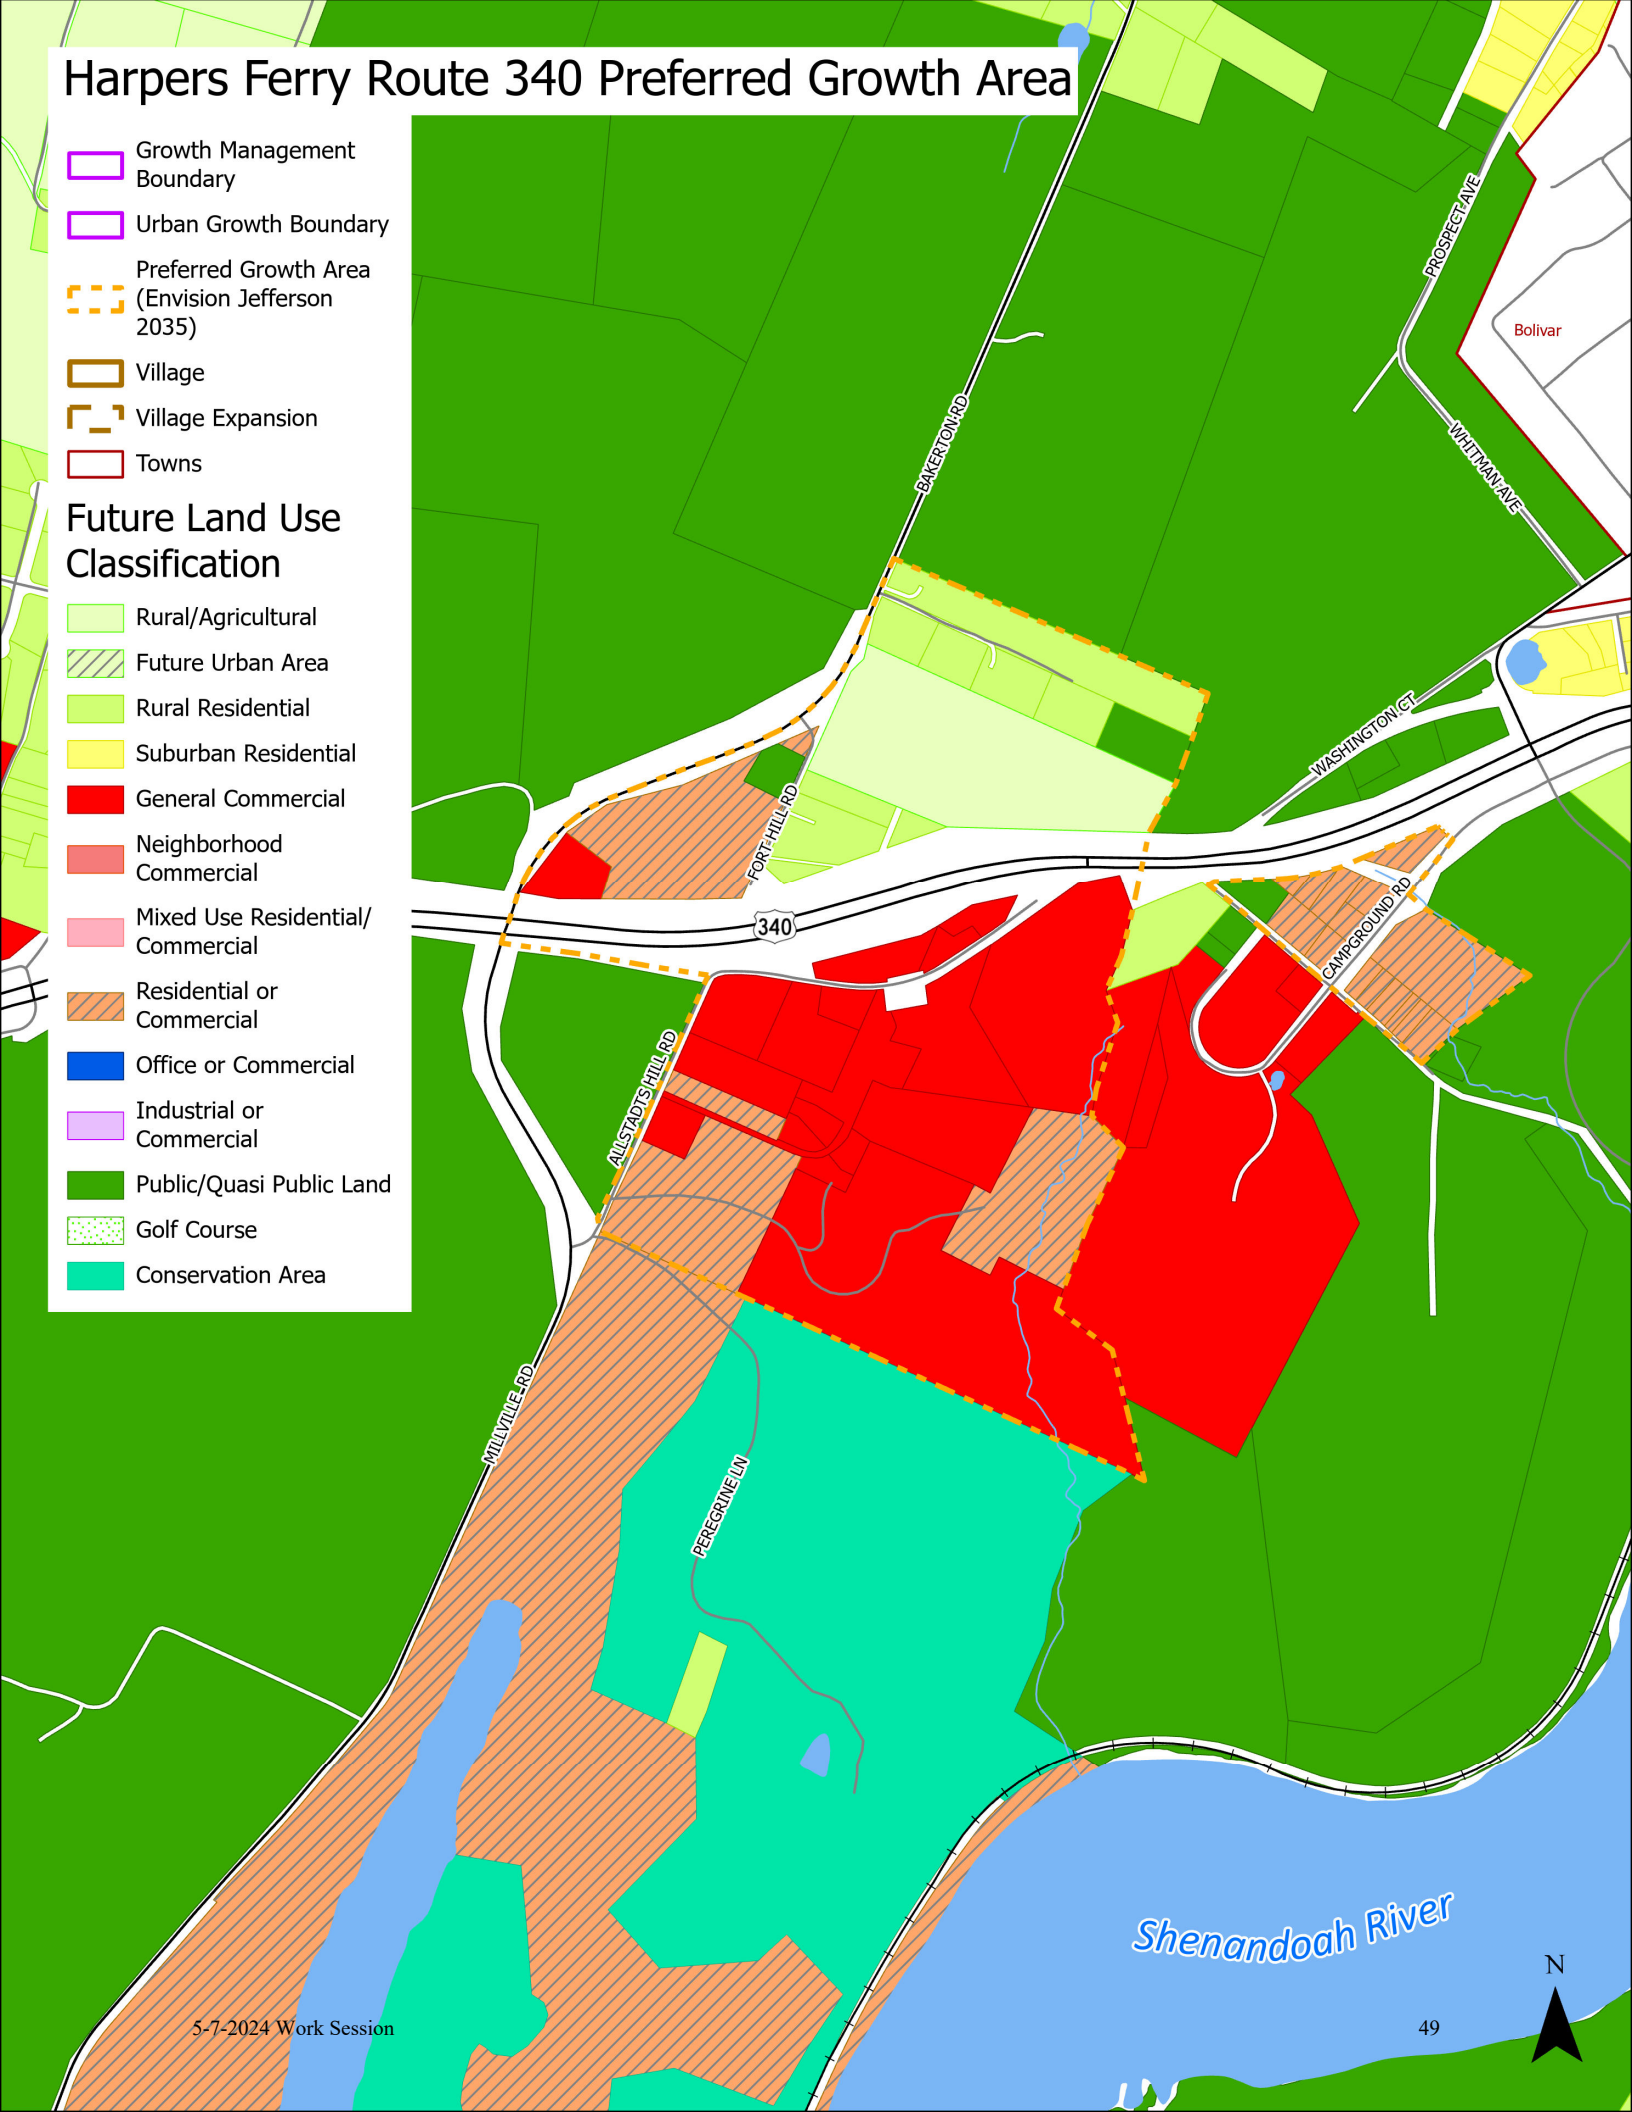 Harpers Ferry Route 340 Preferred Growth Area
Growth Management
Boundary
Urban Growth Boundary
Preferred Growth Area
(Envision Jefferson
2035)
Village
Village Expansion
Towns
Future Land Use
Classification
Rural/Agricultural
Future Urban Area
Rural Residential
Suburban Residential
General Commercial
Neighborhood
Commercial
Mixed Use Residential/
Commercial
Residential or
Commercial
Office or Commercial
Industrial or
Commercial
Public/Quasi Public Land
Golf Course
Conservation Area
PROSPECT AVE
Bolivar
BAKERTON RD
WHITMAN AVE
WASHINGTON CT
FORT HILL RD
340
CAMPGROUND RD
ALLSTADTS HILL RD
MILLVILLE RD
PEREGRINE LN
Shenandoah River
N
5-7-2024 Work Session
49